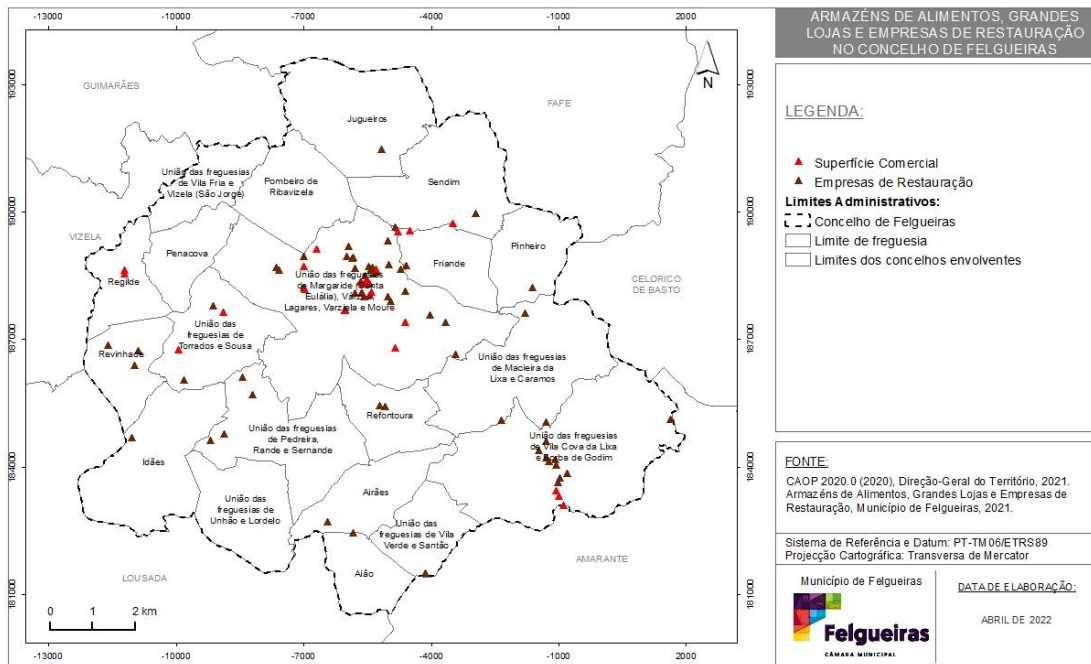 -13000
-10000
-7000
-4000
-1000
2000
193000
190000
187000
184000
181000
193000
190000
187000
184000
181000
GUIMARÃES
FAFE
VIZELA
CELORICO
DE BASTO
LOUSADA
AMARANTE
Jugueiros
União das freguesias
de Vila Fria e
Vizela (São Jorge)
Pombeiro de
Ribavizela
Sendim
Penacova
Pinheiro
Regilde
Friande
União das freguesias
de Margaride (Santa
Eulália), Várzea,
Lagares, Varziela e Moure
União das
freguesias de
Torrados e Sousa
Revinhade
União das freguesias
de Macieira da
Lixa e Caramos
Refontoura
União das freguesias
de Pedreira,
Rande e Sernande
União das freguesias
de Vila Cova da Lixa
e Borba de Godim
Idães
Airães
União das
freguesias de
Unhão e Lordelo
União das
freguesias de Vila
Verde e Santão
Aião
0 1 2 km
-13000
-10000
-7000
-4000
-1000
2000
N
ARMAZÉNS DE ALIMENTOS, GRANDES
LOJAS E EMPRESAS DE RESTAURAÇÃO
NO CONCELHO DE FELGUEIRAS
LEGENDA:
Superfície Comercial
Empresas de Restauração
Limites Administrativos:
Concelho de Felgueiras
Limite de freguesia
Limites dos concelhos envolventes
FONTE:
CAOP 2020.0 (2020), Direção-Geral do Território, 2021.
Armazéns de Alimentos, Grandes Lojas e Empresas de
Restauração, Município de Felgueiras, 2021.
Sistema de Referência e Datum: PT-TM06/ETRS89
Projecção Cartográfica: Transversa de Mercator
Município de Felgueiras
Felgueiras
CÂMARA MUNICIPAL
DATA DE ELABORAÇÃO:
ABRIL DE 2022